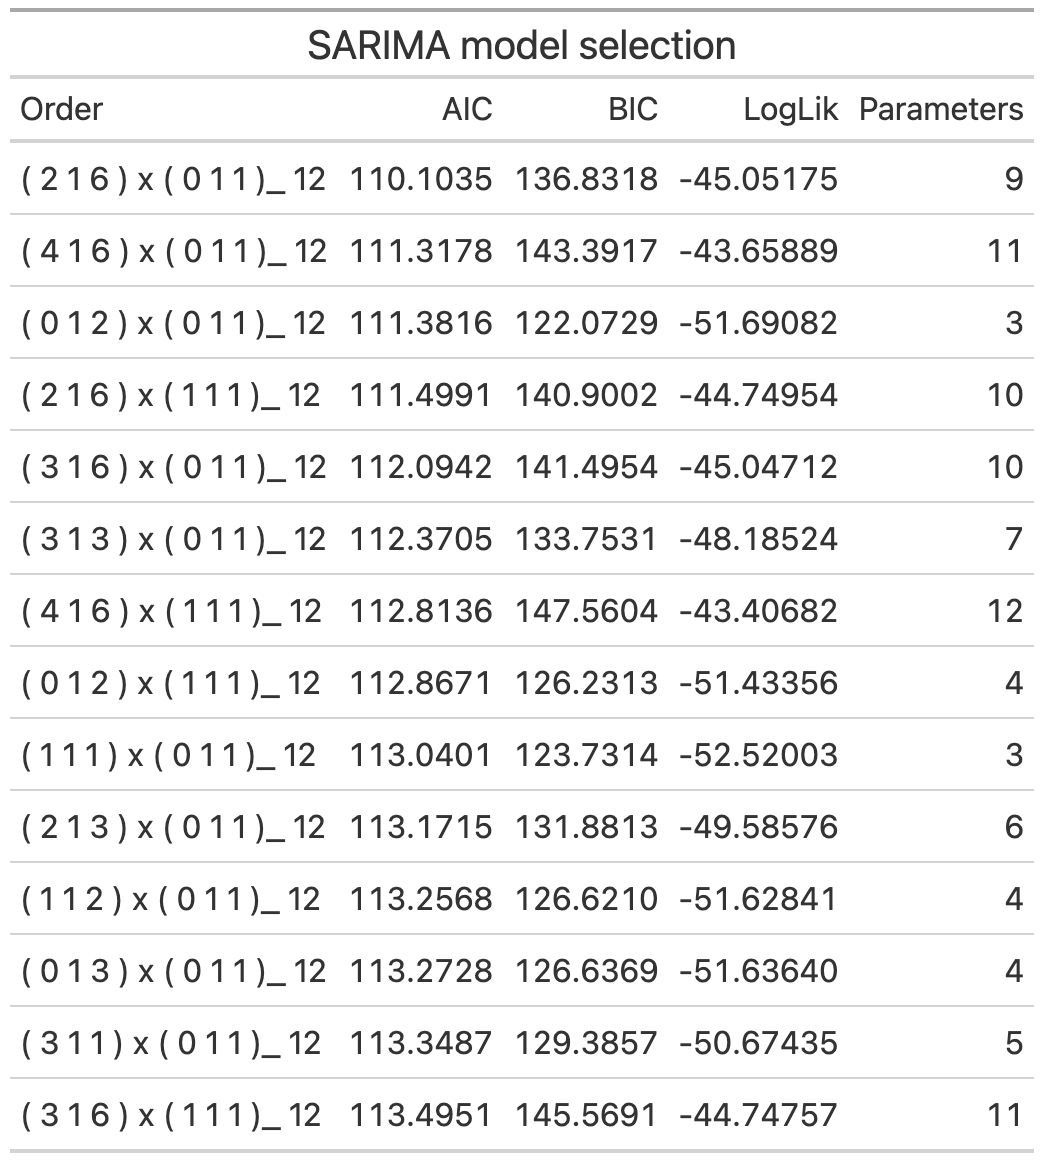 SARIMA model selection
Order AIC BIC LogLik Parameters
( 2 1 6 ) x ( 0 1 1 )_ 12 110.1035 136.8318 -45.05175 9
( 4 1 6 ) x ( 0 1 1 )_ 12 111.3178 143.3917 -43.65889 11
( 0 1 2 ) x ( 0 1 1 )_ 12 111.3816 122.0729 -51.69082 3
( 2 1 6 ) x ( 1 1 1 )_ 12 111.4991 140.9002 -44.74954 10
( 3 1 6 ) x ( 0 1 1 )_ 12 112.0942 141.4954 -45.04712 10
( 3 1 3 ) x ( 0 1 1 )_ 12 112.3705 133.7531 -48.18524 7
( 4 1 6 ) x ( 1 1 1 )_ 12 112.8136 147.5604 -43.40682 12
( 0 1 2 ) x ( 1 1 1 )_ 12 112.8671 126.2313 -51.43356 4
( 1 1 1 ) x ( 0 1 1 )_ 12 113.0401 123.7314 -52.52003 3
( 2 1 3 ) x ( 0 1 1 )_ 12 113.1715 131.8813 -49.58576 6
( 1 1 2 ) x ( 0 1 1 )_ 12 113.2568 126.6210 -51.62841 4
( 0 1 3 ) x ( 0 1 1 )_ 12 113.2728 126.6369 -51.63640 4
( 3 1 1 ) x ( 0 1 1 )_ 12 113.3487 129.3857 -50.67435 5
( 3 1 6 ) x ( 1 1 1 )_ 12 113.4951 145.5691 -44.74757 11